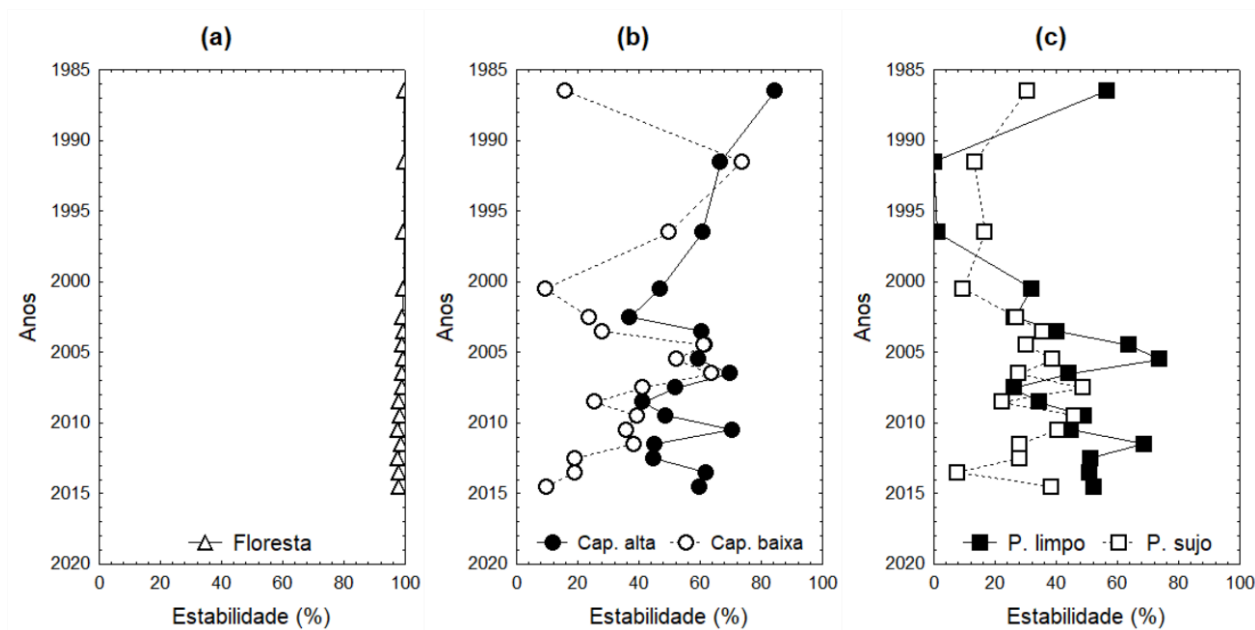 (a)
1985
1990
1995
2000
2005
2010
2015
2020
Anos
Floresta
0 20 40 60 80 100
Estabilidade (%)
(b)
1985
1990
1995
2000
2005
2010
2015
2020
Anos
Cap. alta Cap. baixa
0 20 40 60 80 100
Estabilidade (%)
(c)
1985
1990
1995
2000
2005
2010
2015
2020
Anos
P. limpo P. sujo
0 20 40 60 80 100
Estabilidade (%)